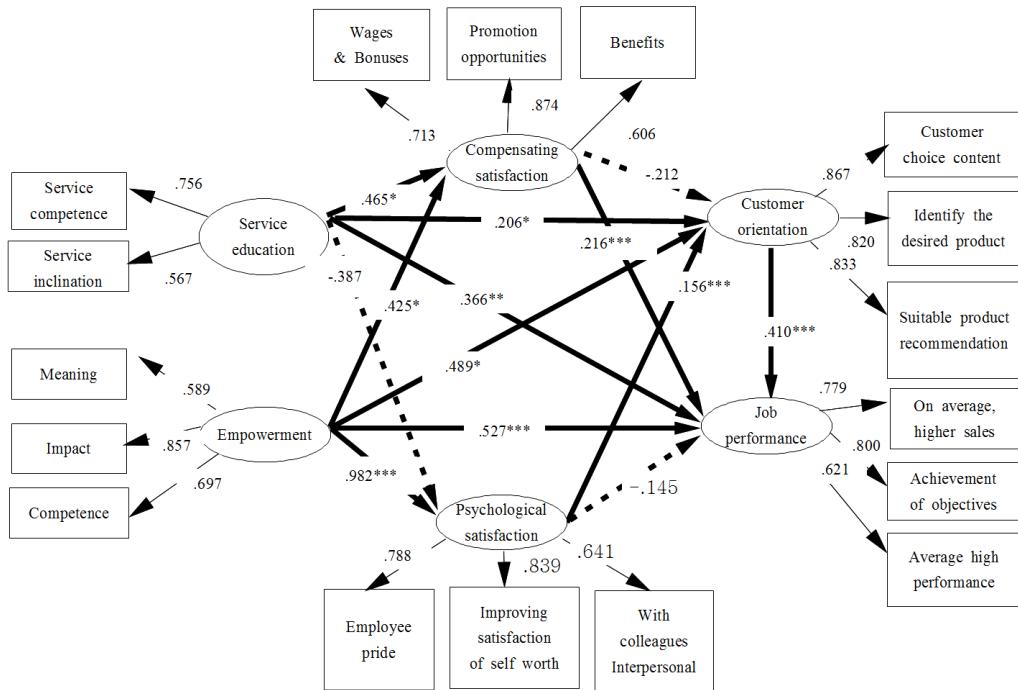 Wages
& Bonuses
Promotion
opportunities
Benefits
.713
.874
.606
Compensating
satisfaction
-.212
Customer
choice content
.867
Service
competence
.756
.465*
Service
education
.206*
Customer
orientation
.820
Identify the
desired product
Service
inclination
.567
-.387
.216***
.833
.425*
.366**
.156***
Suitable product
recommendation
.410***
Meaning
.589
.489*
.779
On average,
higher sales
Impact
.857
Empowerment
.527***
Job
performance
.800
.697
.982***
.621
Competence
-.145
Achievement
of objectives
Psychological
satisfaction
.788
.839
.641
Average high
performance
Employee
pride
Improving
satisfaction
of self worth
With
colleagues
Interpersonal